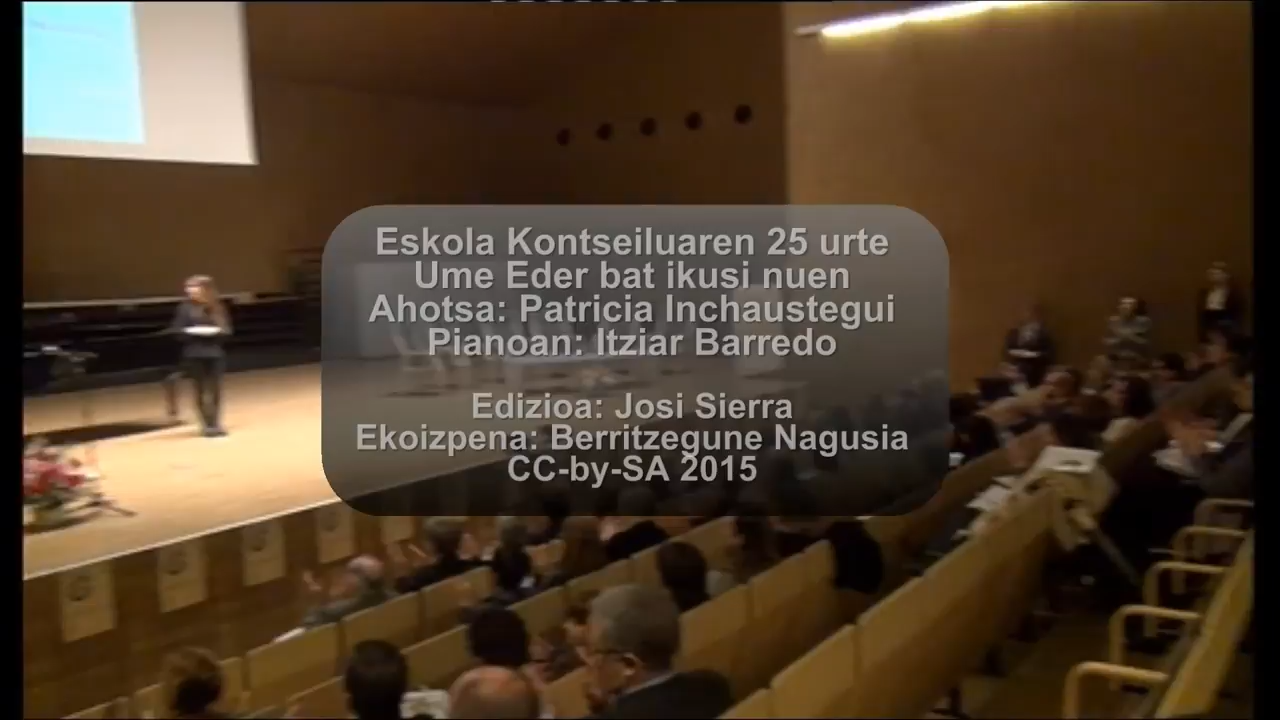 Eskola Kontseiluaren 25 urte
Ume Eder bat ikusi nuen
Ahotsa: Patricia Inchaustegui
Pianoan: Itziar Barredo
Edizioa: Josi Sierra
Ekoizpena: Berritzegune Nagusia
CC-by-SA 2015